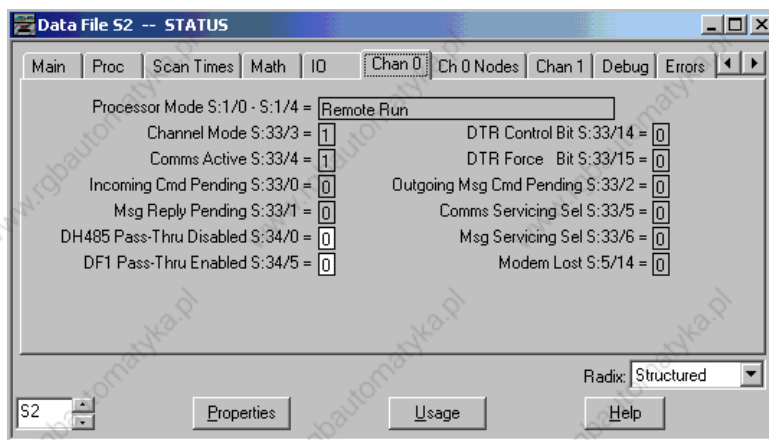 Data File S2 -- STATUS
Main Proc Scan Times Math IO Chan 0 Ch 0 Nodes Chan 1 Debug Errors
Processor Mode S:1/0 - S:1/4 = Remote Run
Channel Mode S:33/3 = 1 DTR Control Bit S:33/14 = 0
Comms Active S:33/4 = 1 DTR Force Bit S:33/15 = 0
Incoming Cmd Pending S:33/0 = 0 Outgoing Msg Cmd Pending S:33/2 = 0
Msg Reply Pending S:33/1 = 0 Comms Servicing Sel S:33/5 = 0
DH485 Pass-Thru Disabled S:34/0 = 0 Msg Servicing Sel S:33/6 = 0
DF1 Pass-Thru Enabled S:34/5 = 0 Modem Lost S:5/14 = 0
Radix: Structured
S2 Properties Usage Help
www.rgbautomatyka.pl